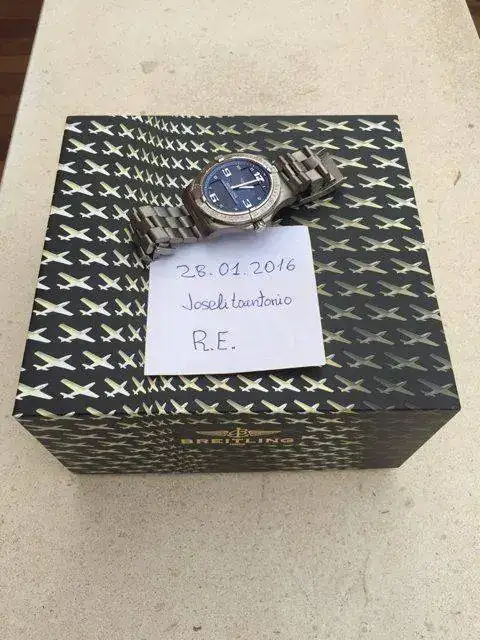 28.01.2016
Joselitoantonio
R.E.
BREITLING